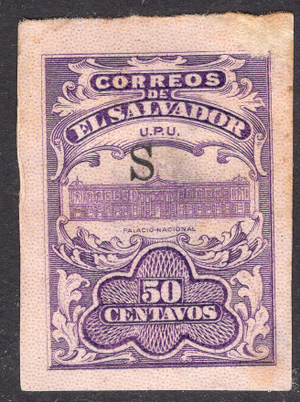 CORREOS
DE
EL SALVADOR
U.P.U.
S
PALACIO NACIONAL
50
CENTAVOS